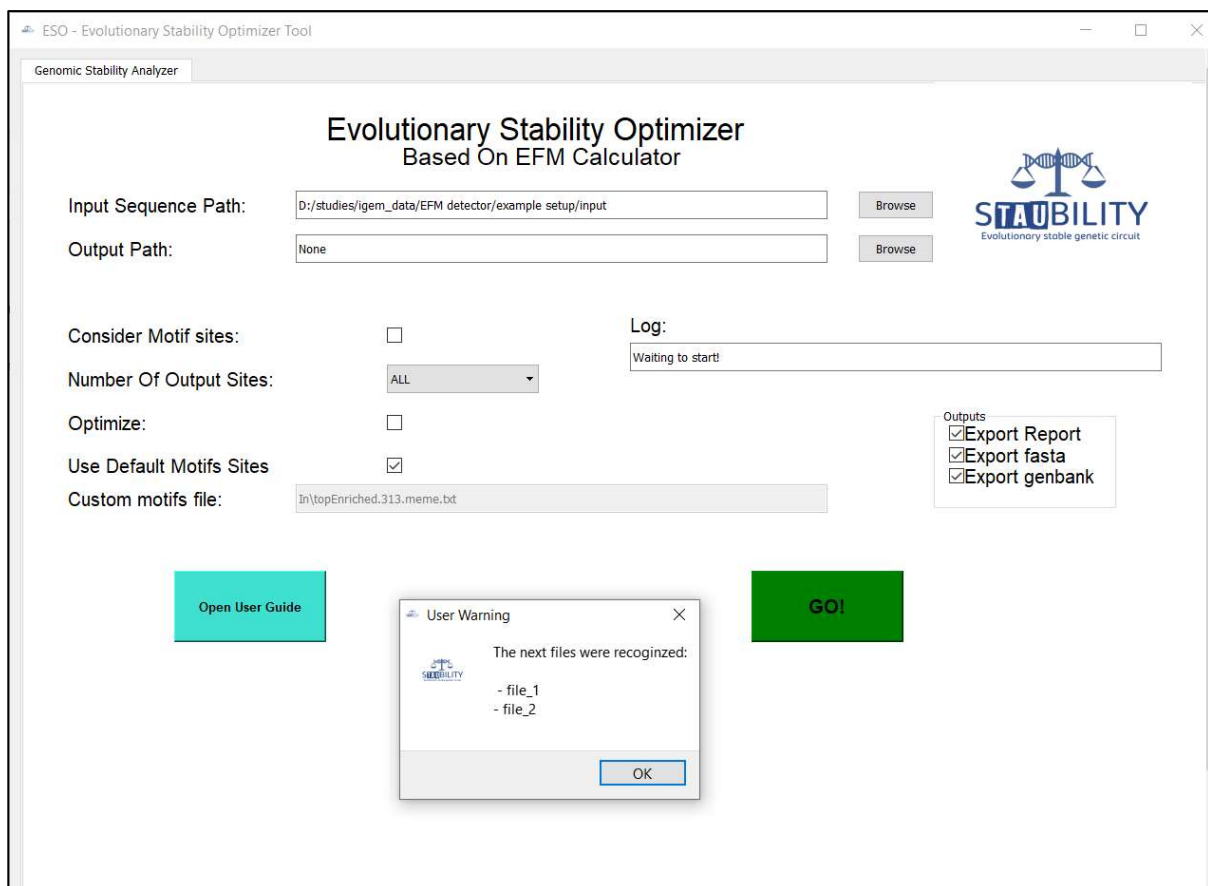 ESO - Evolutionary Stability Optimizer Tool
Genomic Stability Analyzer
Evolutionary Stability Optimizer
Based On EFM Calculator
Input Sequence Path:
D:/studies/igem_data/EFM detector/example setup/input
Browse
STAUBILITY
Evolutionary stable genetic circuit
Output Path:
None
Browse
Consider Motif sites:
Log:
Waiting to start!
Number Of Output Sites:
ALL
Optimize:
Outputs
Export Report
Export fasta
Export genbank
Use Default Motifs Sites
Custom motifs file:
In\topEnriched.313.meme.txt
Open User Guide
GO!
User Warning
STAUBILITY
The next files were recoginzed:
- file_1
- file_2
OK